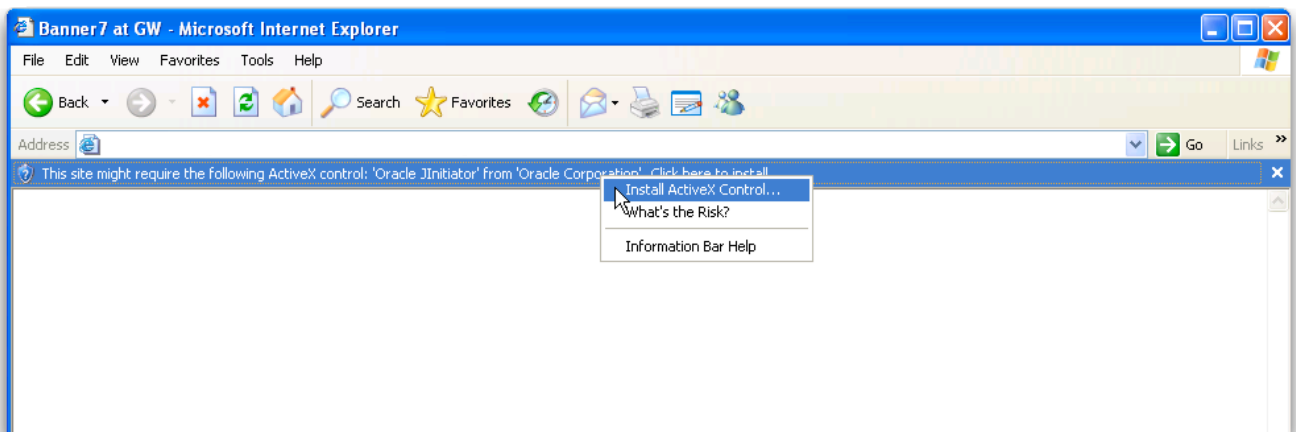 Banner7 at GW - Microsoft Internet Explorer
File Edit View Favorites Tools Help
Back Search Favorites
Address Go Links »
This site might require the following ActiveX control: 'Oracle JInitiator' from 'Oracle Corporation'. Click here to install
Install ActiveX Control...
What's the Risk?
Information Bar Help